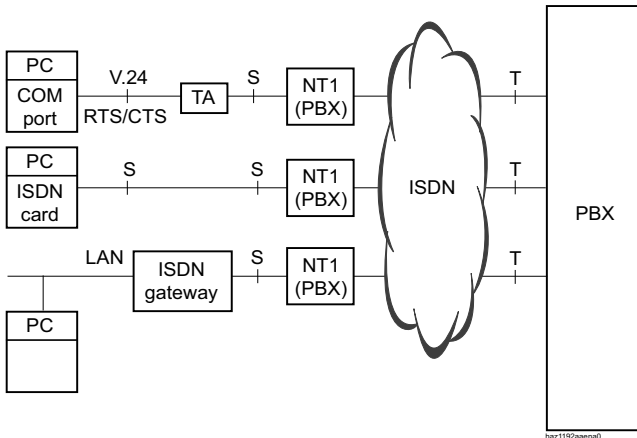 PC
COM
port
V.24
RTS/CTS
TA
S
NT1
(PBX)
T
PC
ISDN
card
S
S
NT1
(PBX)
ISDN
T
PBX
LAN
ISDN
gateway
S
NT1
(PBX)
T
PC
haz1192aaena0